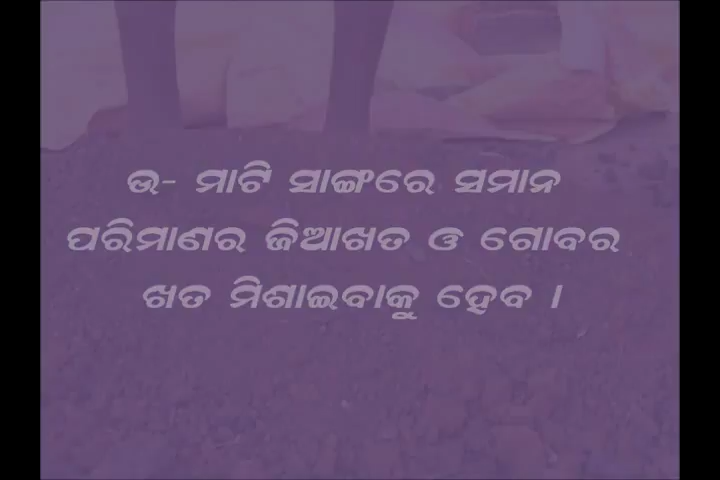 ଉ- ମାଟି ସାଙ୍ଗରେ ସମାନ
ପରିମାଣର ଜିଆଖତ ଓ ଗୋବର
ଖତ ମିଶାଇବାକୁ ହେବ ।